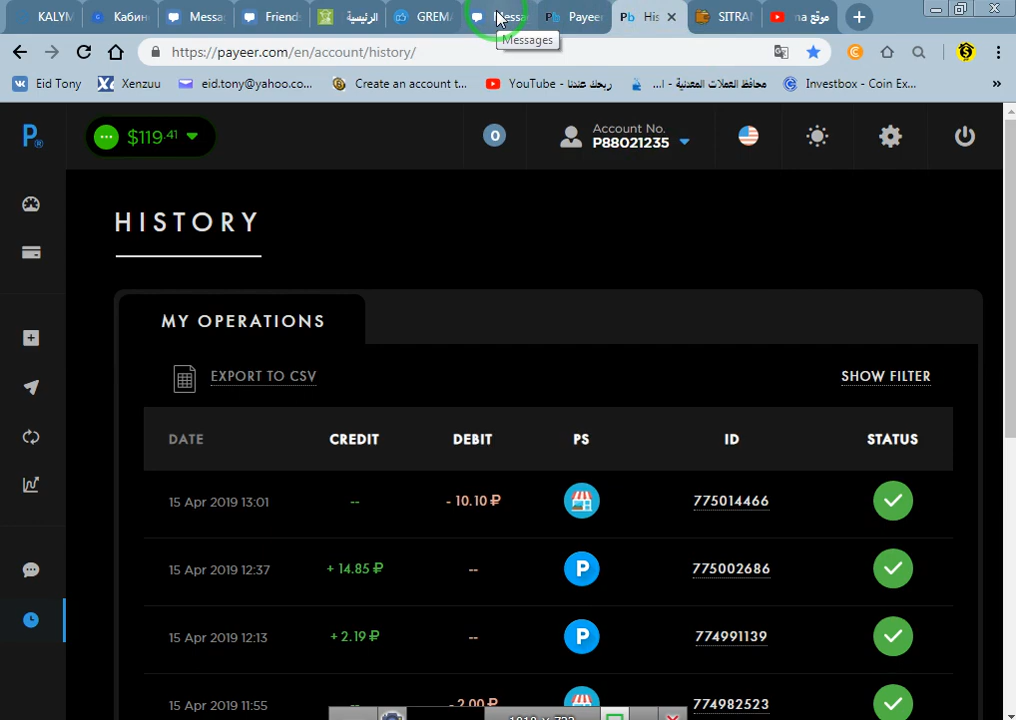 KALYM
Кабин
Messa
Friend
الرئيسية
GREM
Messa
Payee
His
SITRA
موقع ma
Messages
https://payeer.com/en/account/history/
Eid Tony
Xenzuu
eid.tony@yahoo.co...
Create an account t...
YouTube - ربحك عندنا
محافظ العملات المعدنية - ا...
Investbox - Coin Ex...
»
P®
$119.41
0
Account No.
P88021235
HISTORY
MY OPERATIONS
EXPORT TO CSV
SHOW FILTER
DATE CREDIT DEBIT PS ID STATUS
15 Apr 2019 13:01 -- - 10.10 ₽ 775014466
15 Apr 2019 12:37 + 14.85 ₽ -- P 775002686
15 Apr 2019 12:13 + 2.19 ₽ -- P 774991139
15 Apr 2019 11:55 -- - 2.00 ₽ 774982523